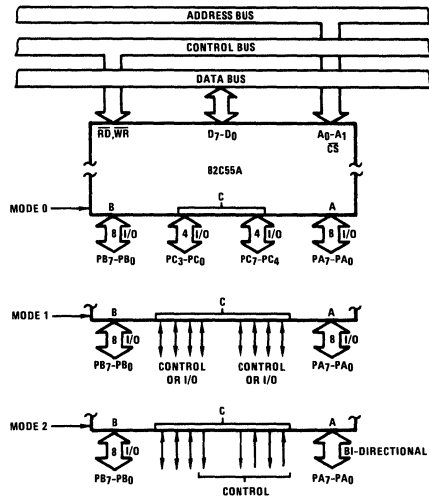 ADDRESS BUS
CONTROL BUS
DATA BUS
RD, WR D7-D0 A0-A1
CS
82C55A
MODE 0 B C A
8 I/O 4 I/O 4 I/O 8 I/O
PB7-PB0 PC3-PC0 PC7-PC4 PA7-PA0
MODE 1 B C A
8 I/O 8 I/O
PB7-PB0 CONTROL OR I/O CONTROL OR I/O PA7-PA0
MODE 2 B C A
8 I/O BI-DIRECTIONAL
PB7-PB0 PA7-PA0
CONTROL